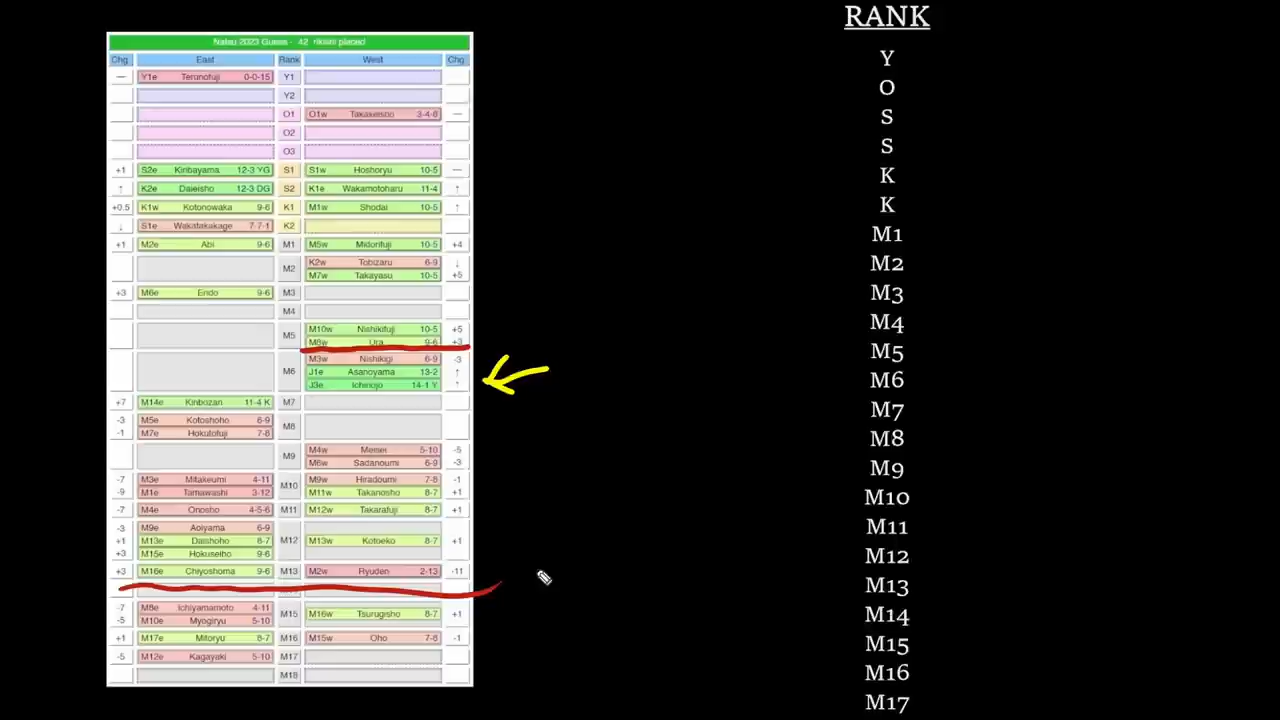 RANK
Natsu 2023 Guess - 42 rikishi placed
Chg East Rank West Chg
— Y1e Terunofuji 0-0-15 Y1
Y2
O1 O1w Takakeisho 3-4-8 —
O2
O3
+1 S2e Kiribayama 12-3 YG S1 S1w Hoshoryu 10-5 —
↑ K2e Daieisho 12-3 DG S2 K1e Wakamotoharu 11-4 ↑
+0.5 K1w Kotonowaka 9-6 K1 M1w Shodai 10-5 ↑
↓ S1e Wakatakakage 7-7-1 K2
+1 M2e Abi 9-6 M1 M5w Midorifuji 10-5 +4
K2w Tobizaru 6-9 ↓
M2
M7w Takayasu 10-5 +5
+3 M6e Endo 9-6 M3
M4
M10w Nishikifuji 10-5 +5
M5
M8w Ura 9-6 +3
M3w Nishikigi 6-9 -3
M6 J1e Asanoyama 13-2 ↑
J3e Ichinojo 14-1 Y ↑
+7 M14e Kinbozan 11-4 K M7
-3 M5e Kotoshoho 6-9
M8
-1 M7e Hokutofuji 7-8
M4w Meisei 5-10 -5
M9
M6w Sadanoumi 6-9 -3
-7 M3e Mitakeumi 4-11 M10 M9w Hiradoumi 7-8 -1
-9 M1e Tamawashi 3-12 M11w Takanosho 8-7 +1
-7 M4e Onosho 4-5-6 M11 M12w Takarafuji 8-7 +1
-3 M9e Aoiyama 6-9
+1 M13e Daishoho 8-7 M12 M13w Kotoeko 8-7 +1
+3 M15e Hokuseiho 9-6
+3 M16e Chiyoshoma 9-6 M13 M2w Ryuden 2-13 -11
-7 M8e Ichiyamamoto 4-11 M15 M16w Tsurugisho 8-7 +1
-5 M10e Myogiryu 5-10
+1 M17e Mitoryu 8-7 M16 M15w Oho 7-8 -1
-5 M12e Kagayaki 5-10 M17
M18
Y
O
S
S
K
K
M1
M2
M3
M4
M5
M6
M7
M8
M9
M10
M11
M12
M13
M14
M15
M16
M17